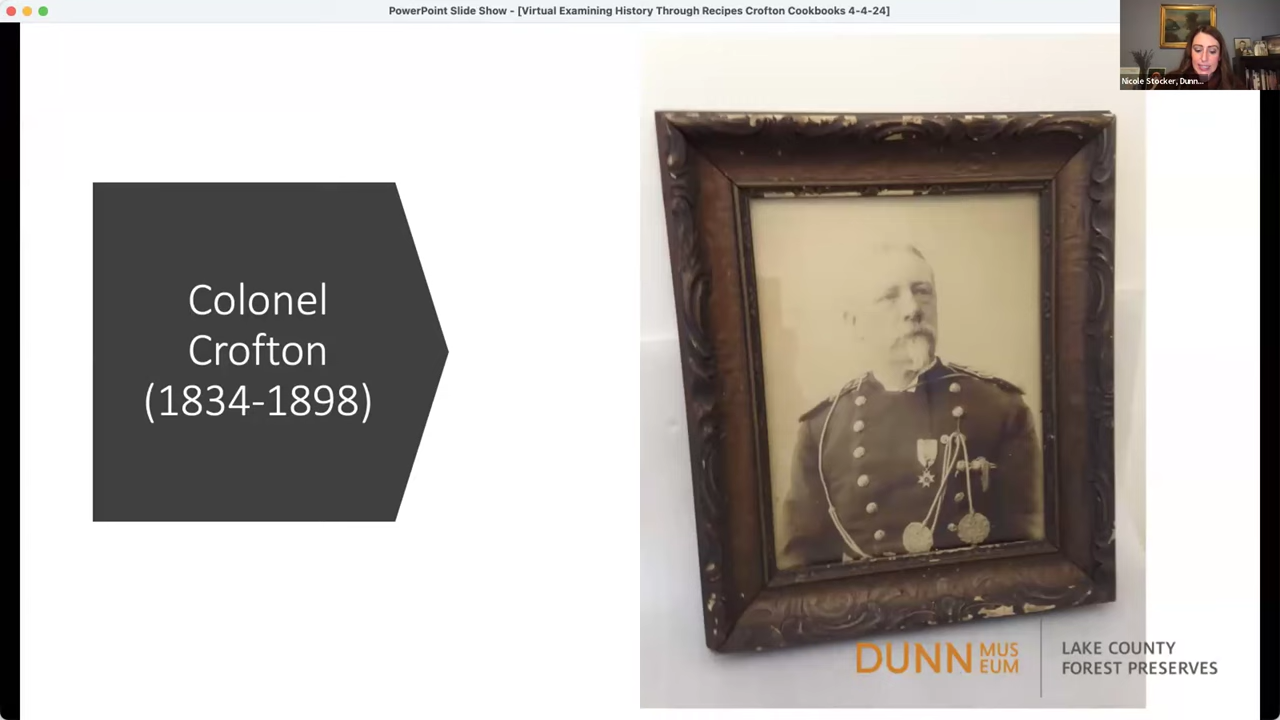 PowerPoint Slide Show - [Virtual Examining History Through Recipes Crofton Cookbooks 4-4-24]
Nicole Stocker, Dunn...
Colonel
Crofton
(1834-1898)
DUNN MUS
EUM
LAKE COUNTY
FOREST PRESERVES